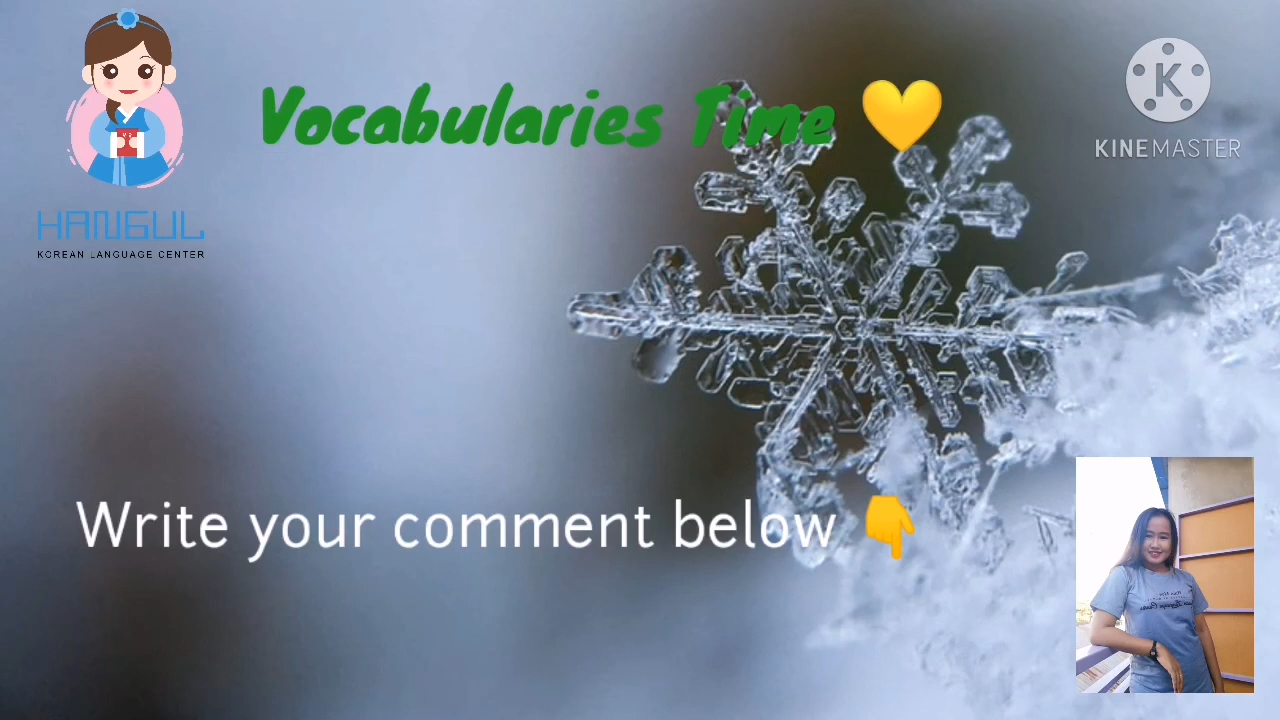 Vocabularies Time 💛
K
KINEMASTER
HANGUL
KOREAN LANGUAGE CENTER
Write your comment below 👇